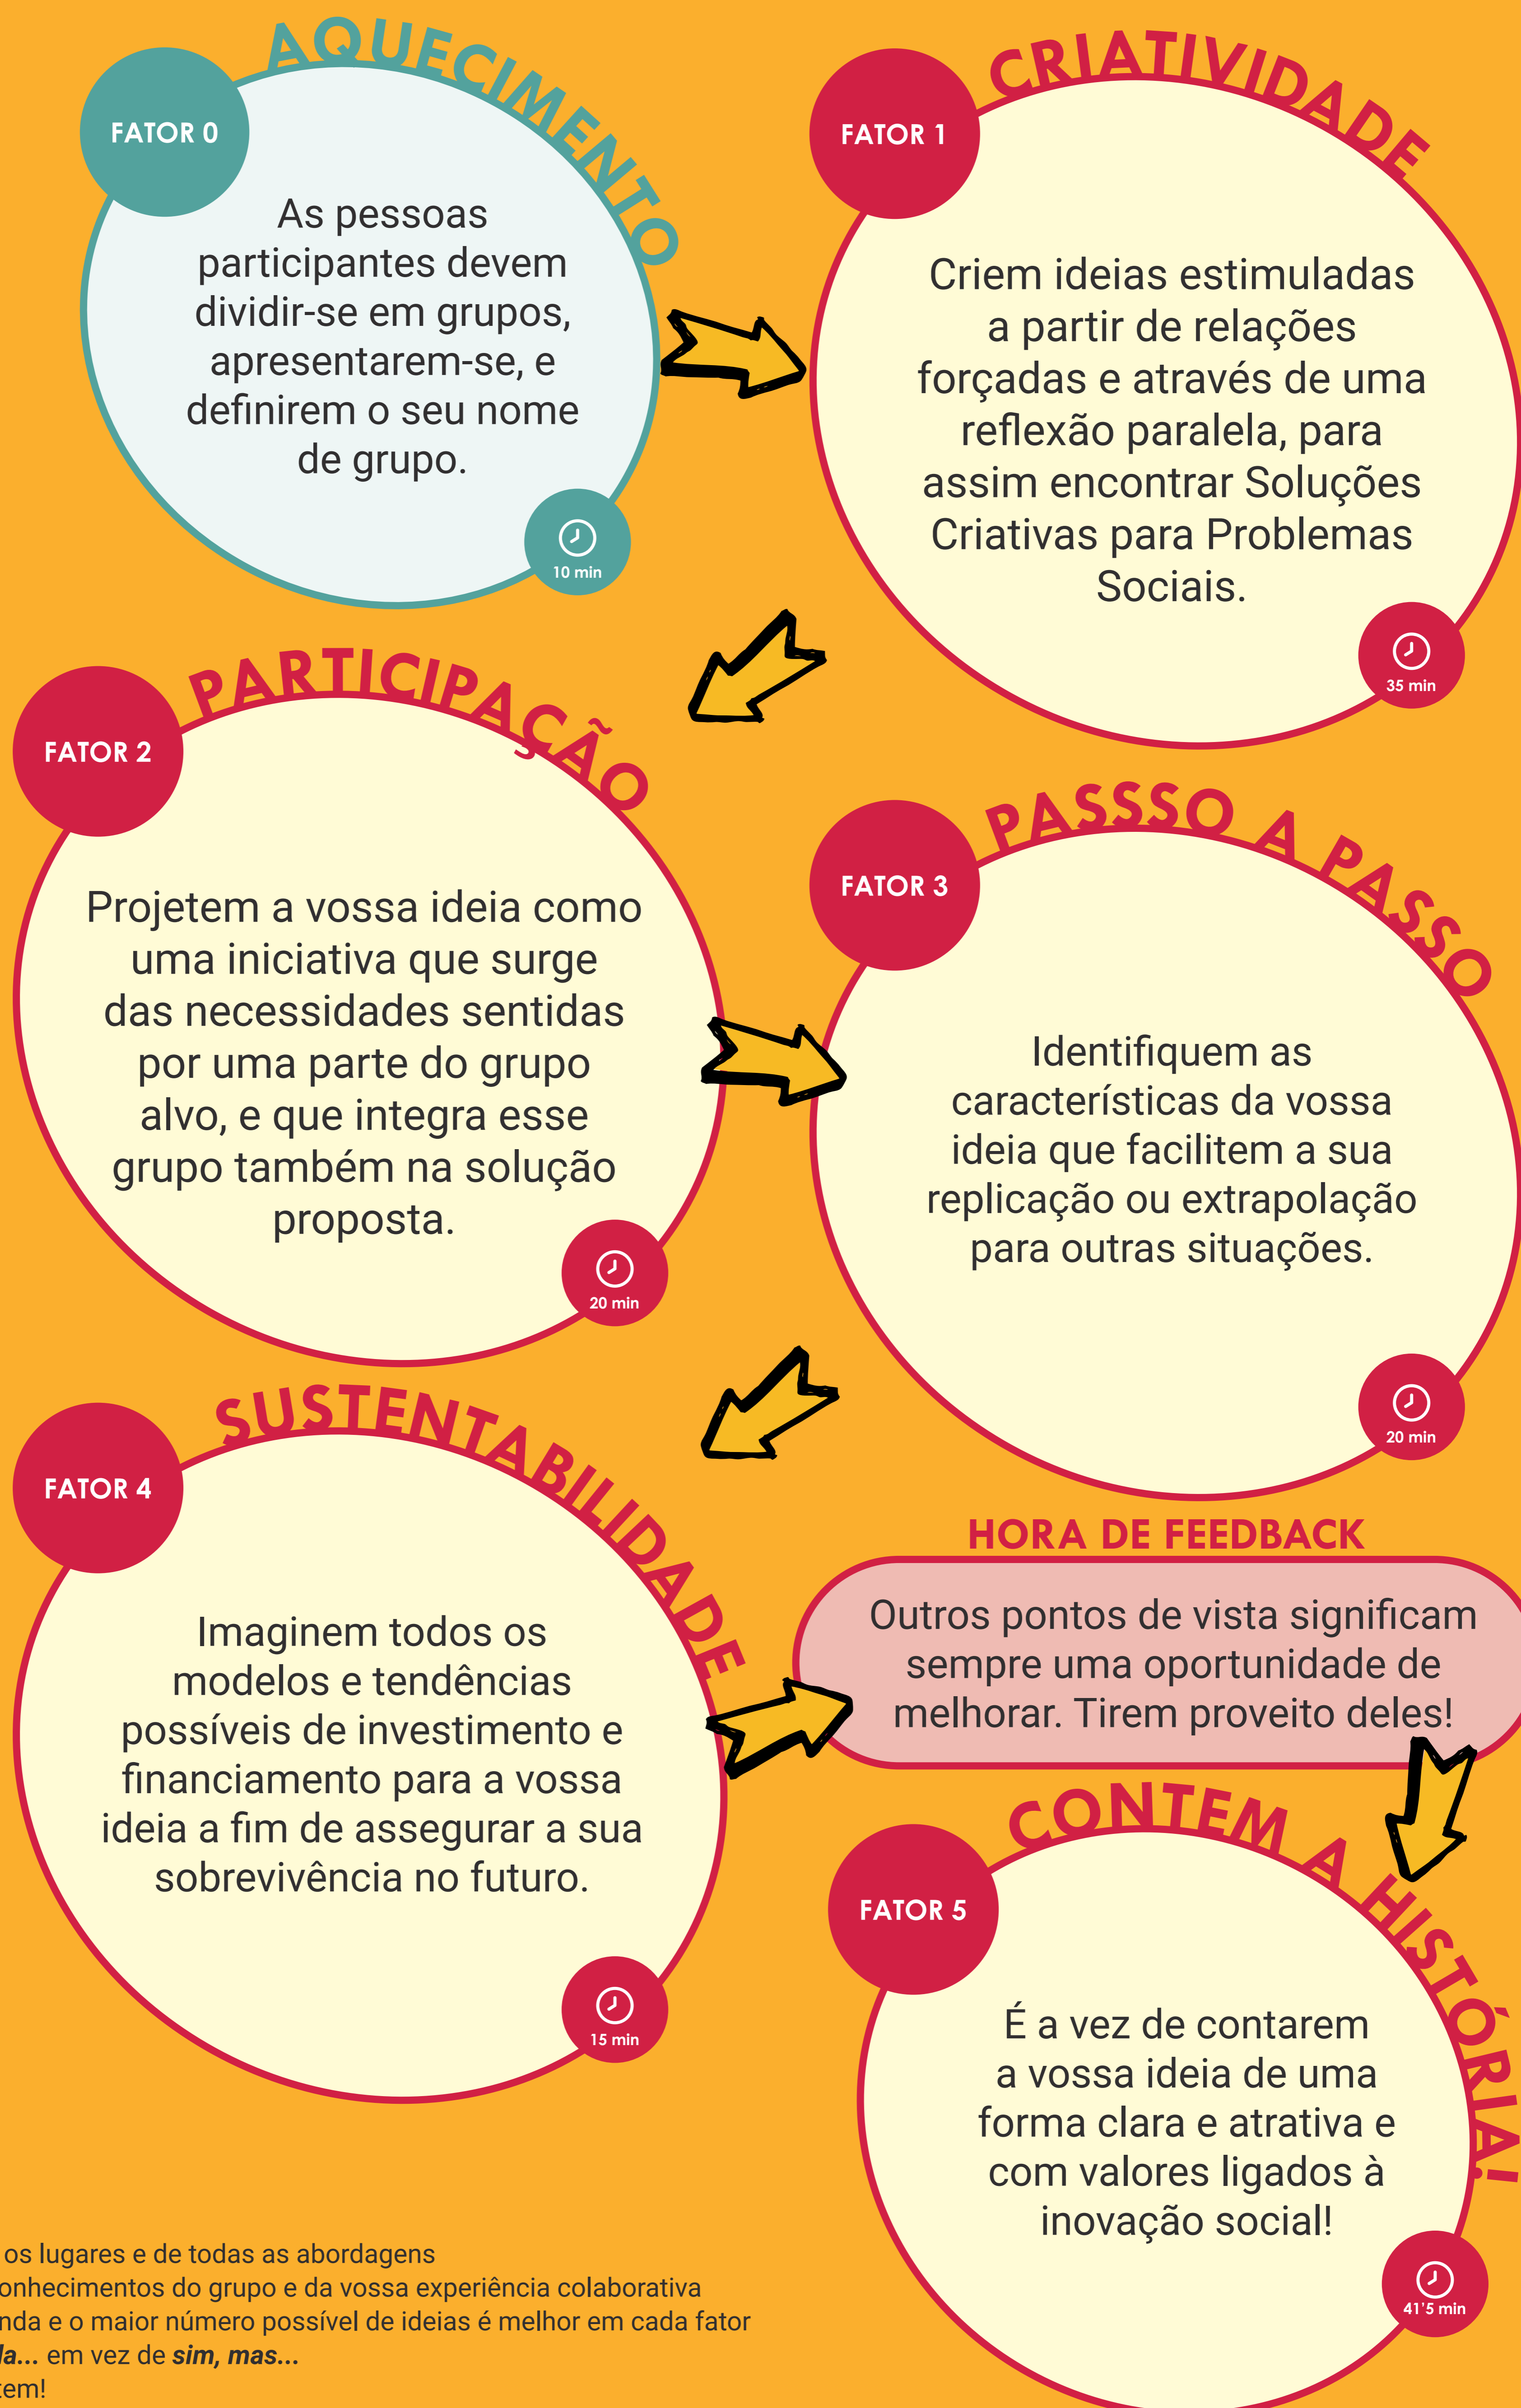 AQUECIMENTO
FATOR 0
As pessoas
participantes devem
dividir-se em grupos,
apresentarem-se, e
definirem o seu nome
de grupo.
10 min
CRIATIVIDADE
FATOR 1
Criem ideias estimuladas
a partir de relações
forçadas e através de uma
reflexão paralela, para
assim encontrar Soluções
Criativas para Problemas
Sociais.
35 min
PARTICIPAÇÃO
FATOR 2
Projetem a vossa ideia como
uma iniciativa que surge
das necessidades sentidas
por uma parte do grupo
alvo, e que integra esse
grupo também na solução
proposta.
20 min
PASSSO A PASSO
FATOR 3
Identifiquem as
características da vossa
ideia que facilitem a sua
replicação ou extrapolação
para outras situações.
20 min
SUSTENTABILIDADE
FATOR 4
Imaginem todos os
modelos e tendências
possíveis de investimento e
financiamento para a vossa
ideia a fim de assegurar a sua
sobrevivência no futuro.
15 min
HORA DE FEEDBACK
Outros pontos de vista significam
sempre uma oportunidade de
melhorar. Tirem proveito deles!
CONTEM A HISTÓRIA!
FATOR 5
É a vez de contarem
a vossa ideia de uma
forma clara e atrativa e
com valores ligados à
inovação social!
41'5 min
os lugares e de todas as abordagens
onhecimentos do grupo e da vossa experiência colaborativa
nda e o maior número possível de ideias é melhor em cada fator
la... em vez de sim, mas...
tem!